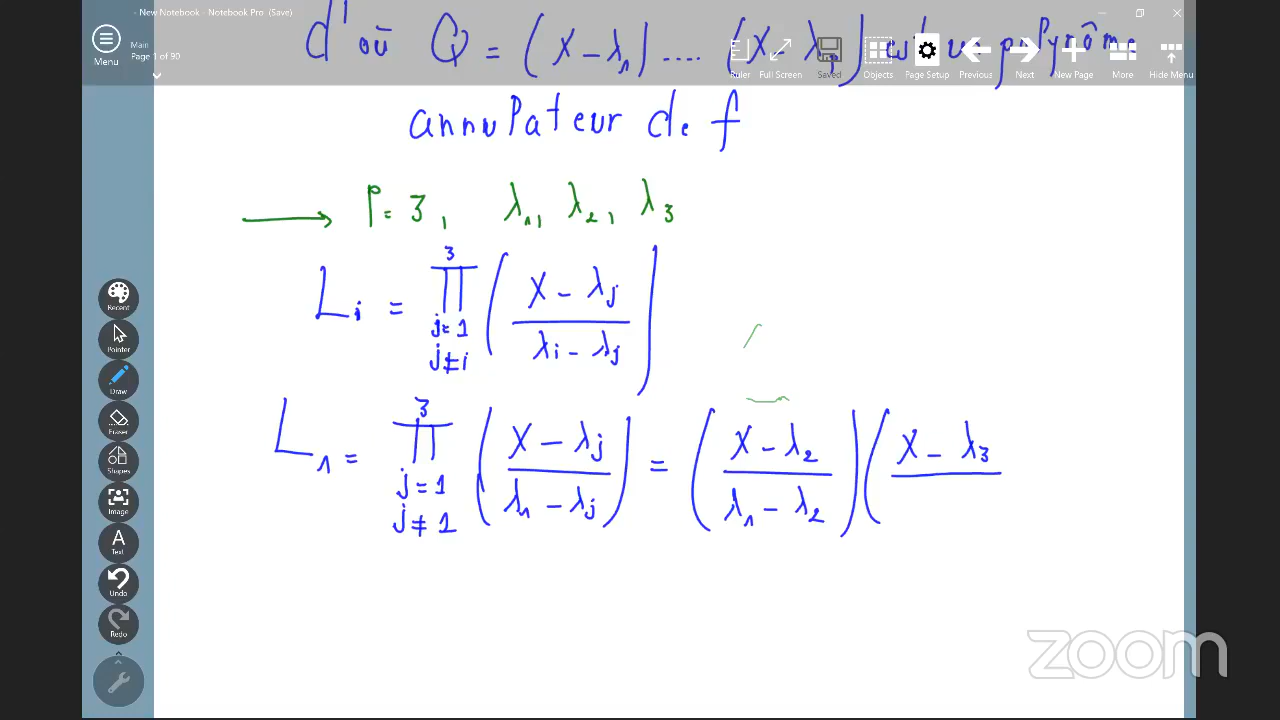 - New Notebook - Notebook Pro (Save)
Menu
Main
Page 1 of 90
Ruler
Full Screen
Saved
Objects
Page Setup
Previous
Next
New Page
More
Hide Menu
d'où Q = (X - λ₁) .... (X - λₚ) est un polynôme
annulateur de f
→ P = 3, λ₁, λ₂, λ₃
Lᵢ = ∏_{j=1, j≠i}^{3} ((X - λⱼ)/(λᵢ - λⱼ))
L₁ = ∏_{j=1, j≠1}^{3} ((X - λⱼ)/(λ₁ - λⱼ)) = ((X - λ₂)/(λ₁ - λ₂)) (X - λ₃
Recent
Pointer
Draw
Eraser
Shapes
Image
Text
Undo
Redo
zoom